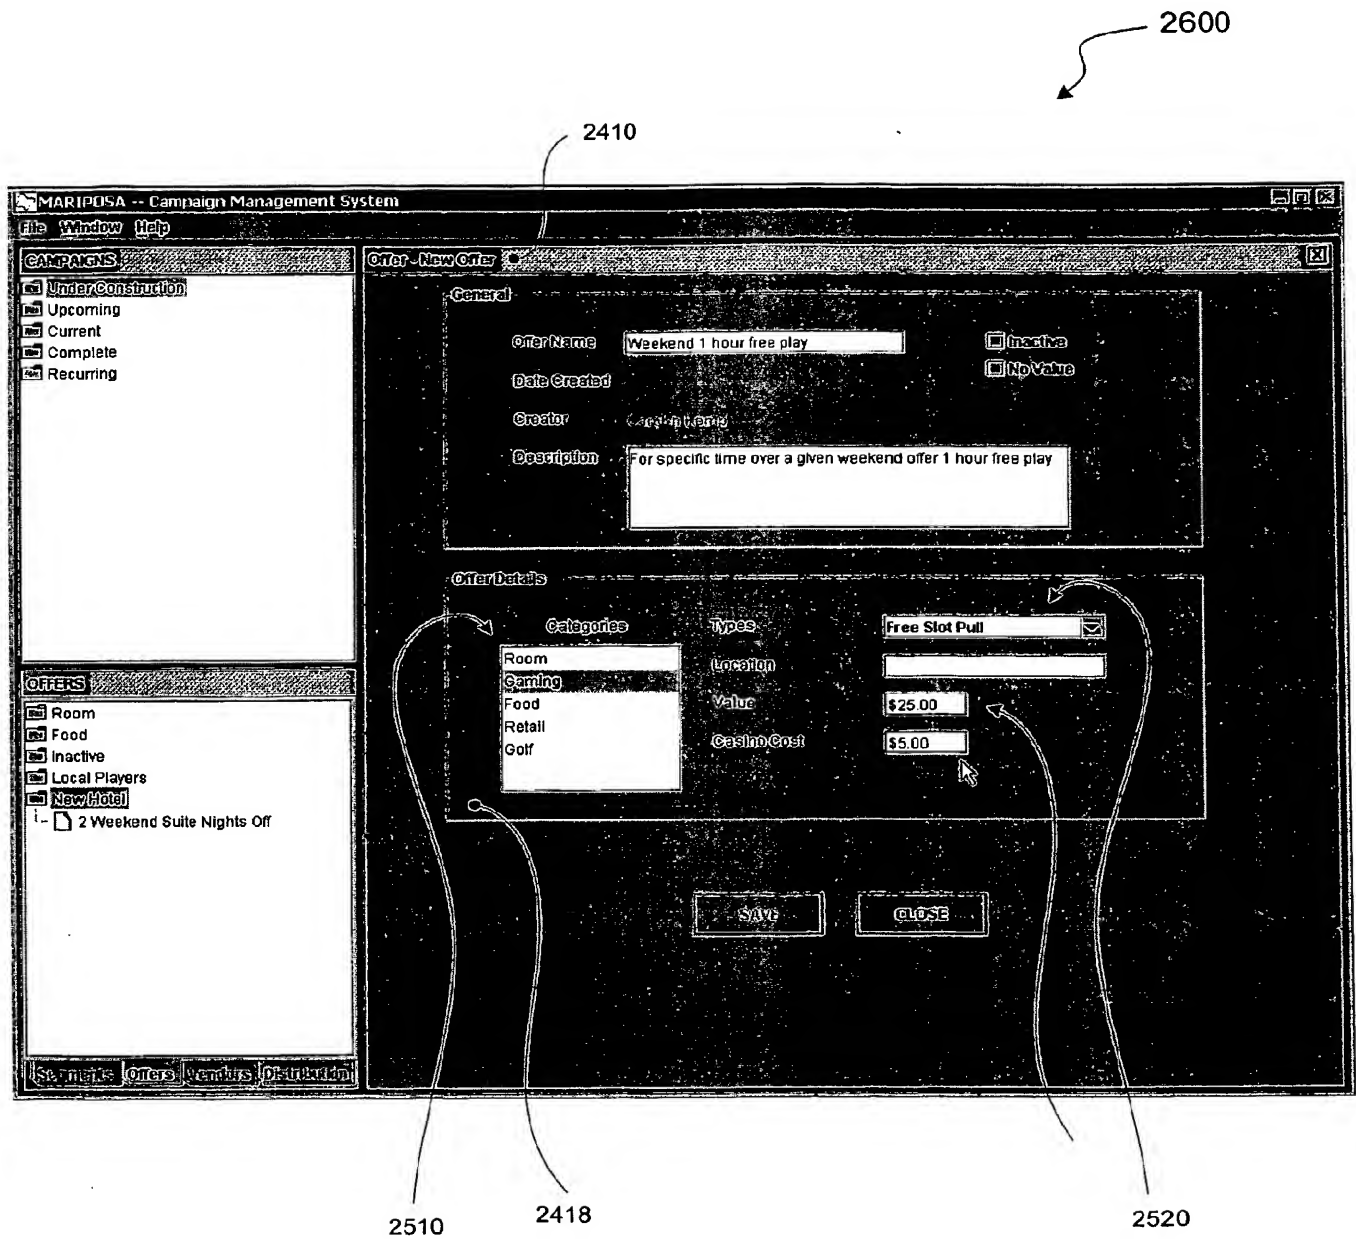 2600
2410
MARIPOSA -- Campaign Management System
File Window Help
CAMPAIGNS
Under Construction
Upcoming
Current
Complete
Recurring
Offer - New Offer
General
Offer Name Weekend 1 hour free play
Inactive
No Value
Date Created
Creator
Description For specific time over a given weekend offer 1 hour free play
Offer Details
Categories
Room
Gaming
Food
Retail
Golf
Types Free Slot Pull
Location
Value $25.00
Casino Cost $5.00
OFFERS
Room
Food
Inactive
Local Players
New Hotel
2 Weekend Suite Nights Off
SAVE CLOSE
Segments Offers Vendors Distribution
2510
2418
2520